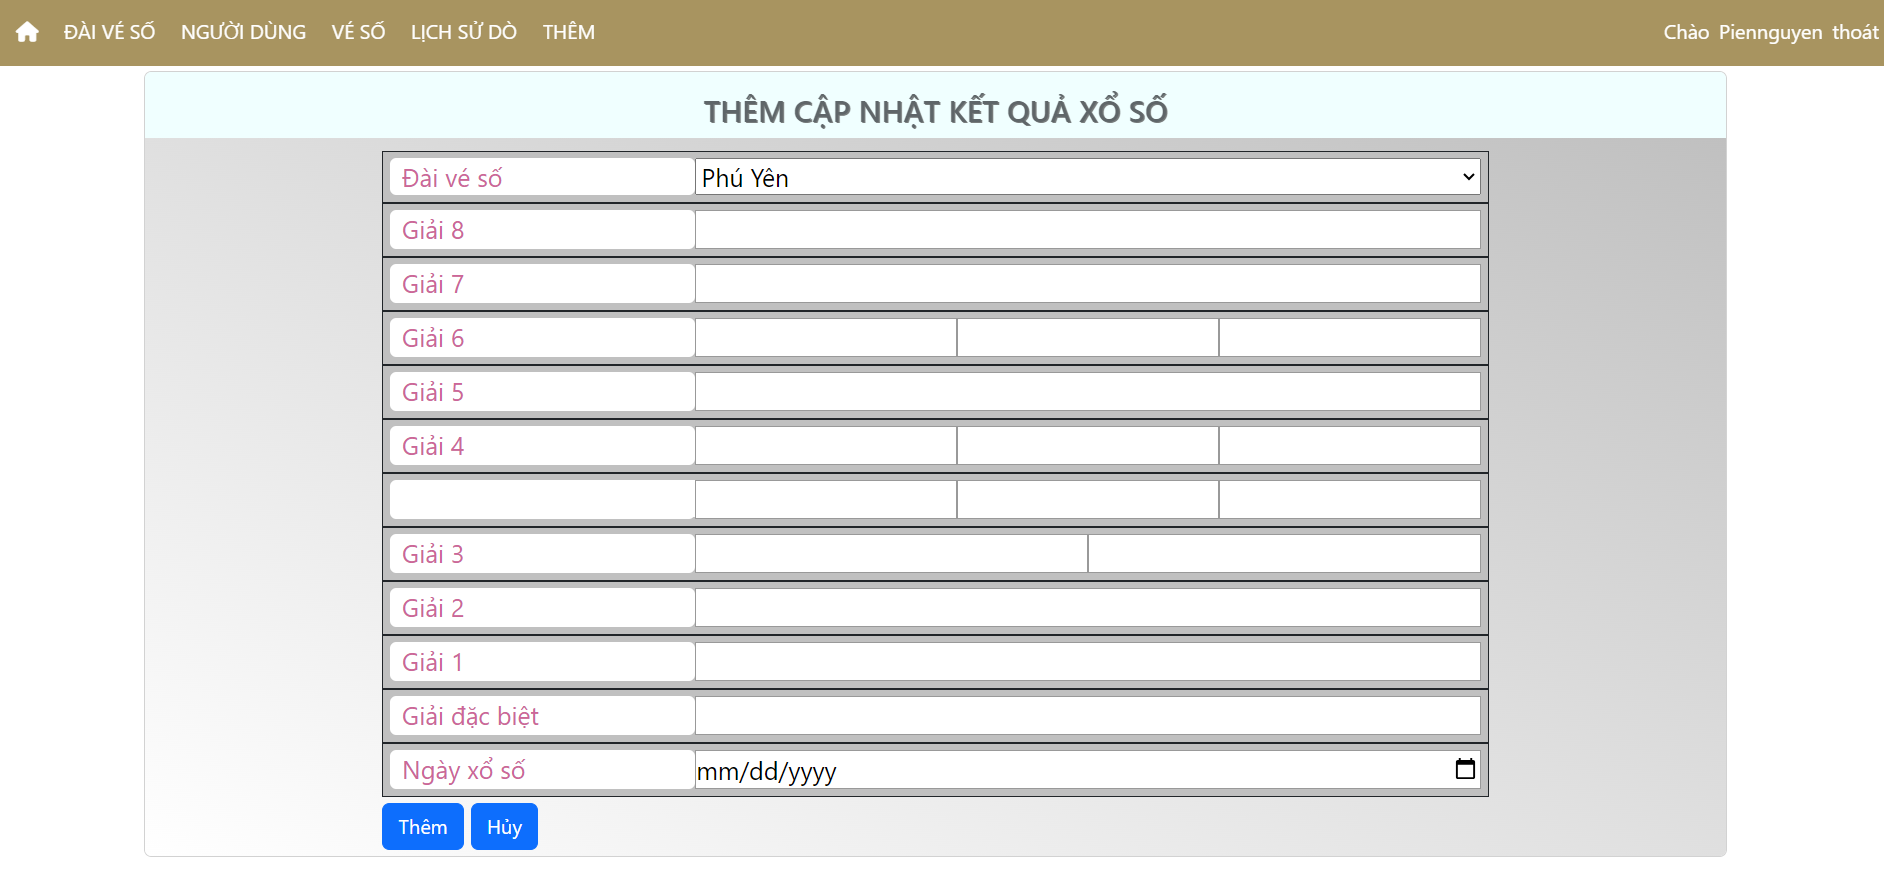 ĐÀI VÉ SỐ NGƯỜI DÙNG VÉ SỐ LỊCH SỬ DÒ THÊM Chào Piennguyen thoát
THÊM CẬP NHẬT KẾT QUẢ XỔ SỐ
Đài vé số Phú Yên
Giải 8
Giải 7
Giải 6
Giải 5
Giải 4
Giải 3
Giải 2
Giải 1
Giải đặc biệt
Ngày xổ số mm/dd/yyyy
Thêm Hủy